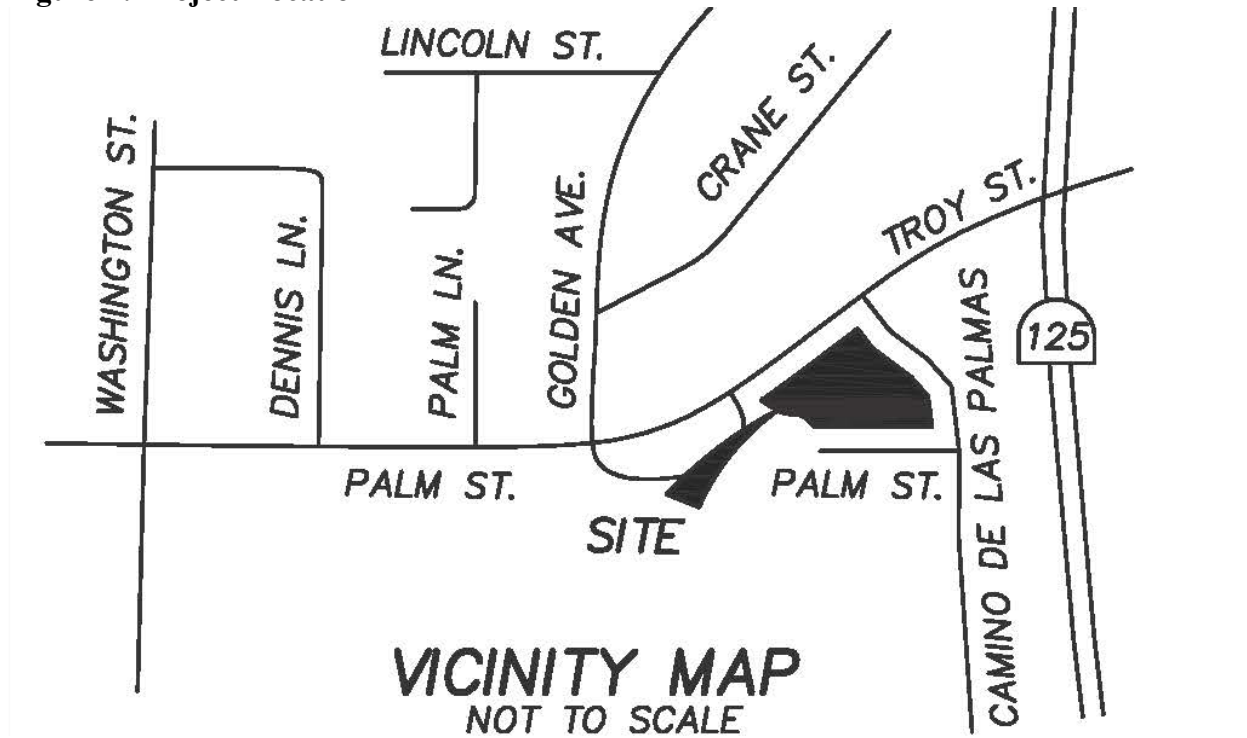 LINCOLN ST.
CRANE ST.
WASHINGTON ST.
TROY ST.
GOLDEN AVE.
DENNIS LN.
PALM LN.
125
PALM ST.
PALM ST.
SITE
CAMINO DE LAS PALMAS
VICINITY MAP
NOT TO SCALE